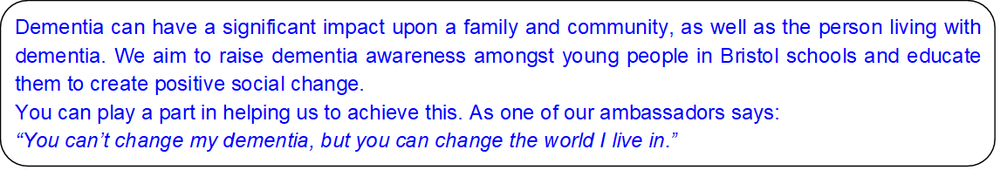 Dementia can have a significant impact upon a family and community, as well as the person living with
dementia. We aim to raise dementia awareness amongst young people in Bristol schools and educate
them to create positive social change.
You can play a part in helping us to achieve this. As one of our ambassadors says:
“You can’t change my dementia, but you can change the world I live in.”